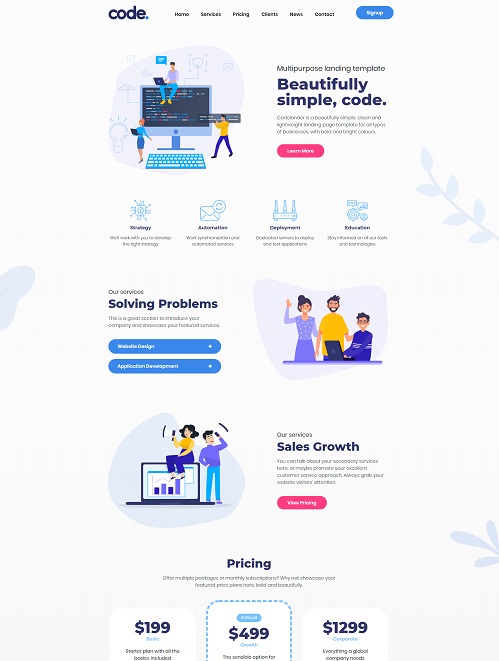 code.
Home Services Pricing Clients News Contact Signup
Multipurpose landing template
Beautifully
simple, code.
Codelander is a beautifully simple, clean and
lightweight landing page template for all types
of businesses, with bold and bright colours.
Learn More
Strategy Automation Deployment Education
We'll work with you to develop
the right strategy
Work synchronization and
automated services
Dedicated servers to deploy
and test applications
Stay informed on all our tools
and technologies
Our services
Solving Problems
This is a great section to introduce your
company and showcase your featured services.
Website Design +
Application Development +
Our services
Sales Growth
You can talk about your secondary services
here, or maybe promote your excellent
customer service approach. Always grab your
website visitors' attention.
View Pricing
Pricing
Offer multiple packages or monthly subscriptions? Why not showcase your
featured price plans here, bold and beautifully.
$199
Basic
Starter plan with all the
basics included
POPULAR
$499
Growth
The sensible option for
$1299
Corporate
Everything a global
company needs